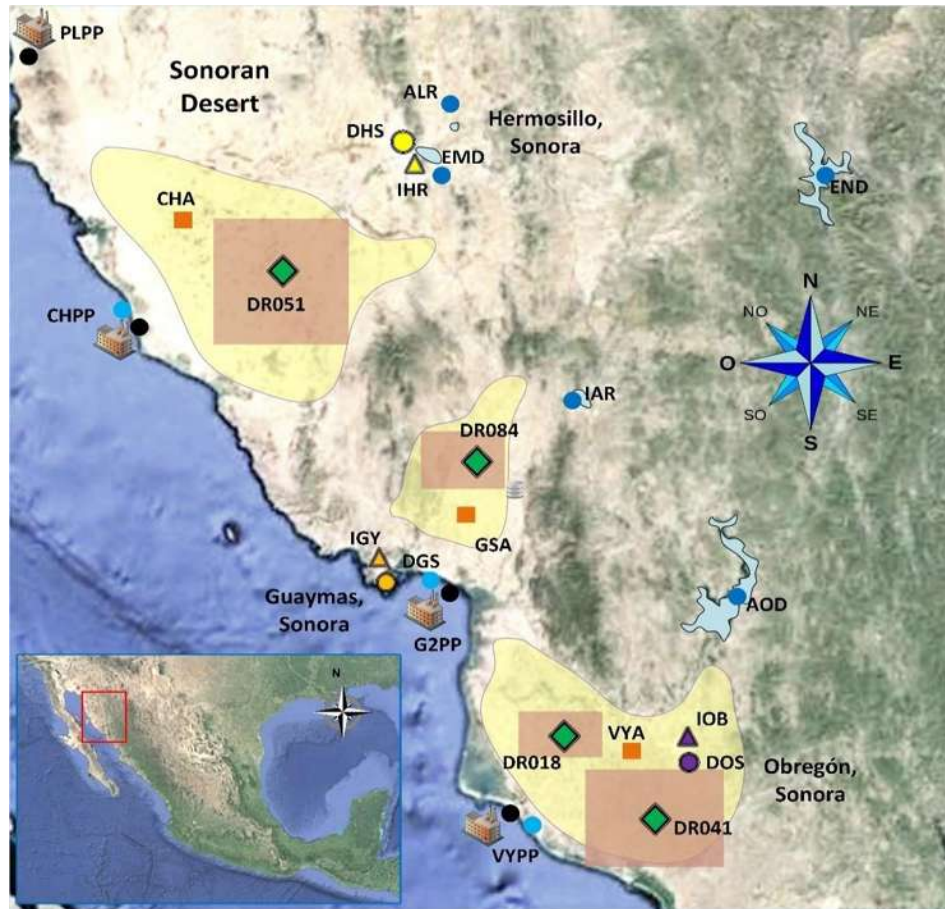 PLPP
Sonoran
Desert
ALR
Hermosillo,
Sonora
DHS
EMD
IHR
END
CHA
DR051
CHPP
N
NO
NE
O
E
SO
SE
S
IAR
DR084
GSA
IGY
DGS
Guaymas,
Sonora
G2PP
AOD
N
IOB
VYA
DR018
DOS
Obregón,
Sonora
DR041
VYPP